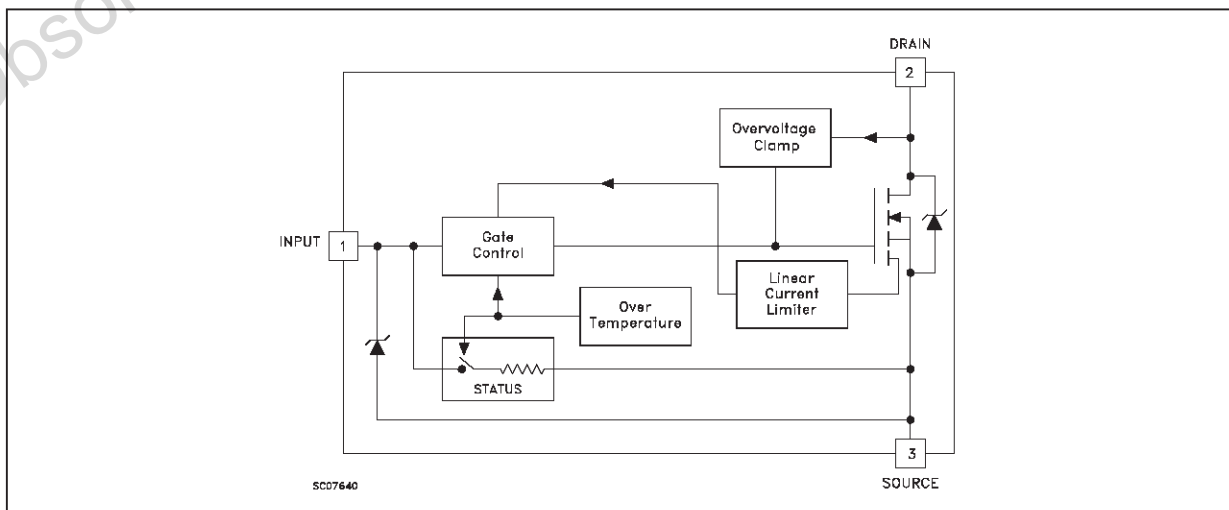 DRAIN
2
Overvoltage
Clamp
INPUT
1
Gate
Control
Linear
Current
Limiter
Over
Temperature
STATUS
3
SOURCE
SC07640